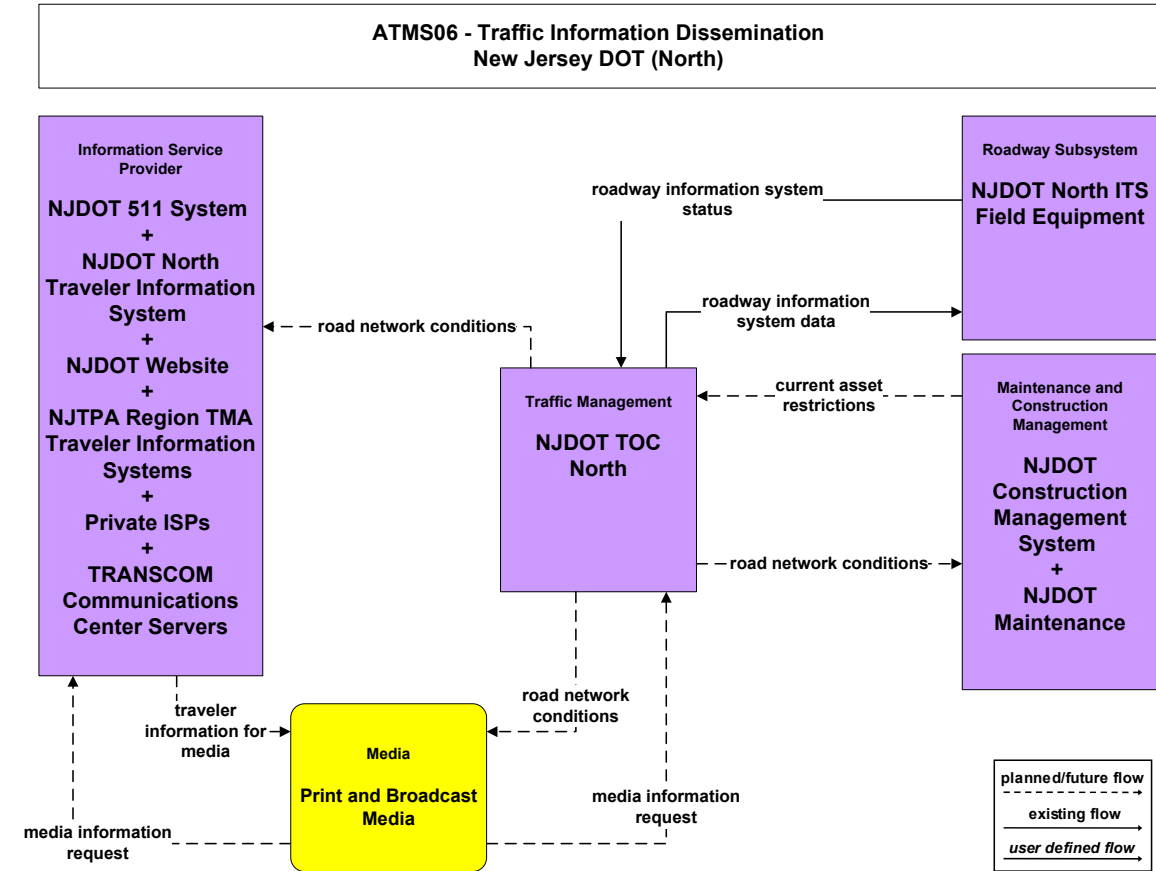 ATMS06 - Traffic Information Dissemination
New Jersey DOT (North)
Information Service
Provider
NJDOT 511 System
+
NJDOT North
Traveler Information
System
+
NJDOT Website
+
NJTPA Region TMA
Traveler Information
Systems
+
Private ISPs
+
TRANSCOM
Communications
Center Servers
roadway information system
status
Roadway Subsystem
NJDOT North ITS
Field Equipment
roadway information
system data
road network conditions
Traffic Management
NJDOT TOC
North
current asset
restrictions
Maintenance and
Construction
Management
NJDOT
Construction
Management
System
+
NJDOT
Maintenance
road network conditions
road network
conditions
traveler
information for
media
Media
Print and Broadcast
Media
media information
request
media information
request
planned/future flow
existing flow
user defined flow